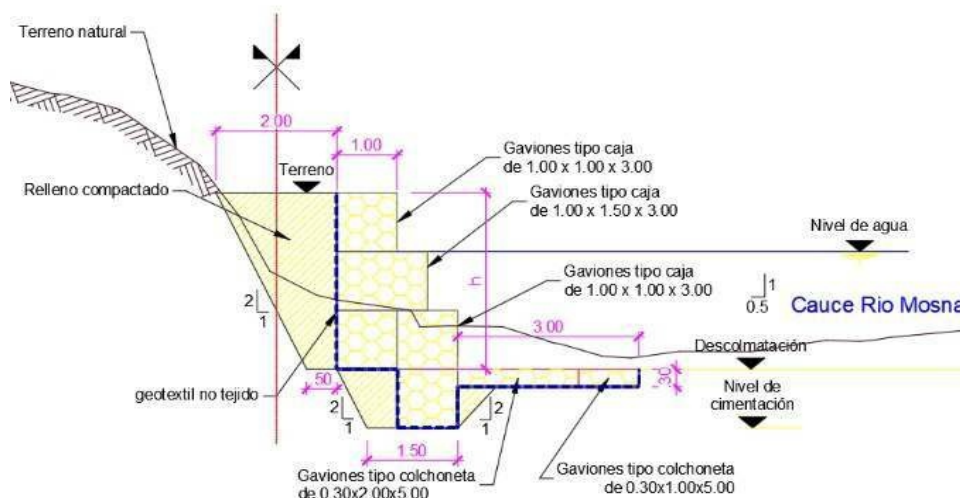 Terreno natural
2.00
1.00
Gaviones tipo caja
de 1.00 x 1.00 x 3.00
Terreno
Relleno compactado
Gaviones tipo caja
de 1.00 x 1.50 x 3.00
Nivel de agua
Gaviones tipo caja
de 1.00 x 1.00 x 3.00
h
2
1
1
0.5
Cauce Rio Mosna
3.00
Descolmatación
.50
.30
geotextil no tejido
Nivel de
cimentación
2
1
2
1
1.50
Gaviones tipo colchoneta
de 0.30x2.00x5.00
Gaviones tipo colchoneta
de 0.30x1.00x5.00